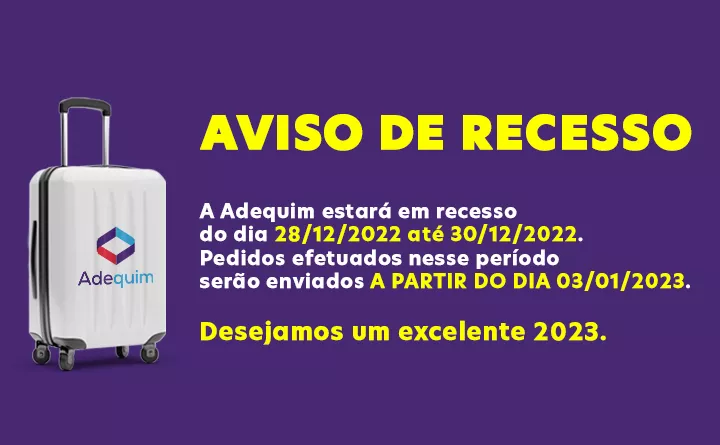 AVISO DE RECESSO
A Adequim estará em recesso
do dia 28/12/2022 até 30/12/2022.
Pedidos efetuados nesse período
serão enviados A PARTIR DO DIA 03/01/2023.
Desejamos um excelente 2023.
Adequim